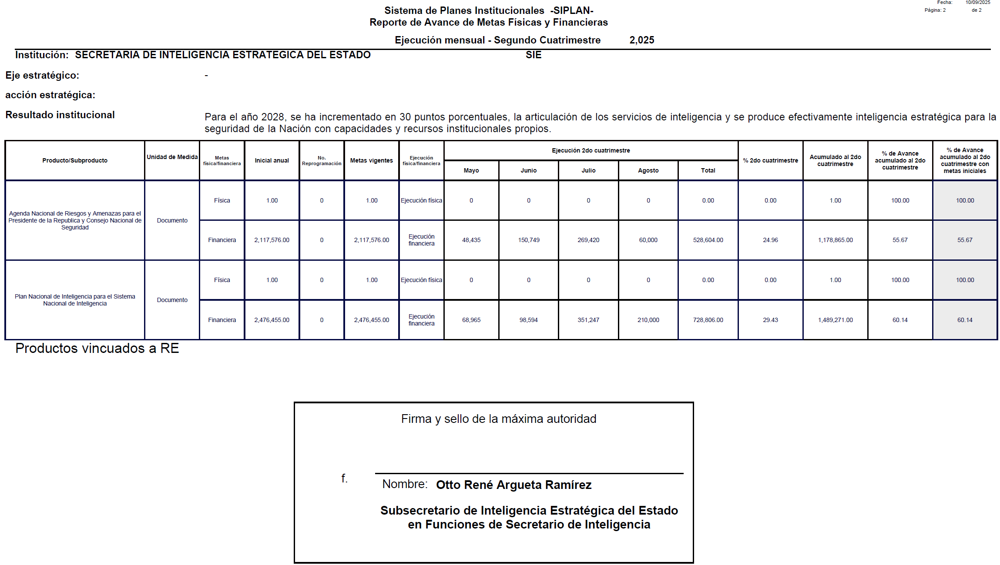 Fecha: 10/09/2025
Página: 2 de 2
Sistema de Planes Institucionales -SIPLAN-
Reporte de Avance de Metas Físicas y Financieras
Ejecución mensual - Segundo Cuatrimestre 2,025
Institución: SECRETARIA DE INTELIGENCIA ESTRATEGICA DEL ESTADO SIE
Eje estratégico: -
acción estratégica:
Resultado institucional
Para el año 2028, se ha incrementado en 30 puntos porcentuales, la articulación de los servicios de inteligencia y se produce efectivamente inteligencia estratégica para la
seguridad de la Nación con capacidades y recursos institucionales propios.
Producto/Subproducto
Unidad de Medida
Metas
física/financiera
Inicial anual
No.
Reprogramación
Metas vigentes
Ejecución
física/financiera
Ejecución 2do cuatrimestre
Mayo Junio Julio Agosto Total
% 2do cuatrimestre
Acumulado al 2do
cuatrimestre
% de Avance
acumulado al 2do
cuatrimestre
% de Avance
acumulado al 2do
cuatrimestre con
metas iniciales
Agenda Nacional de Riesgos y Amenazas para el
Presidente de la Republica y Consejo Nacional de
Seguridad
Documento
Física 1.00 0 1.00 Ejecución física 0 0 0 0 0.00 0.00 1.00 100.00 100.00
Financiera 2,117,576.00 0 2,117,576.00
Ejecución
financiera
48,435 150,749 269,420 60,000 528,604.00 24.96 1,178,865.00 55.67 55.67
Plan Nacional de Inteligencia para el Sistema
Nacional de Inteligencia
Documento
Física 1.00 0 1.00 Ejecución física 0 0 0 0 0.00 0.00 1.00 100.00 100.00
Financiera 2,476,455.00 0 2,476,455.00
Ejecución
financiera
68,965 98,594 351,247 210,000 728,806.00 29.43 1,489,271.00 60.14 60.14
Productos vincuados a RE
Firma y sello de la máxima autoridad
f.
Nombre: Otto René Argueta Ramírez
Subsecretario de Inteligencia Estratégica del Estado
en Funciones de Secretario de Inteligencia